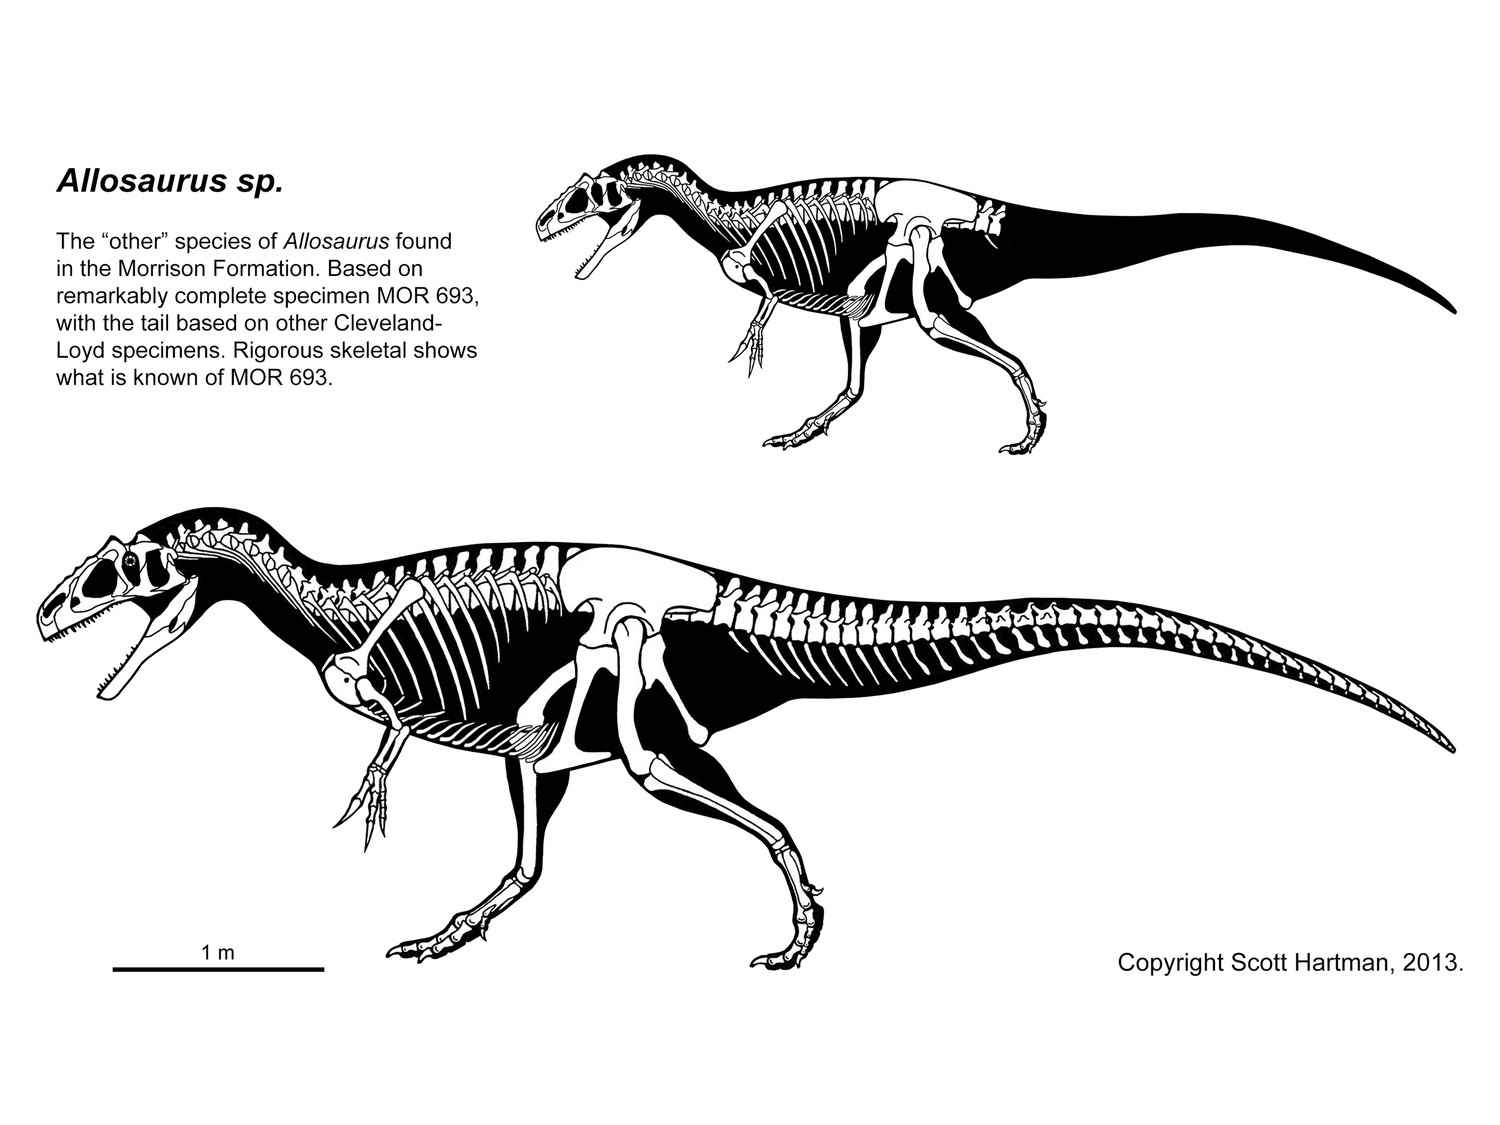 Allosaurus sp.
The “other” species of Allosaurus found
in the Morrison Formation. Based on
remarkably complete specimen MOR 693,
with the tail based on other Cleveland-
Loyd specimens. Rigorous skeletal shows
what is known of MOR 693.
1 m
Copyright Scott Hartman, 2013.